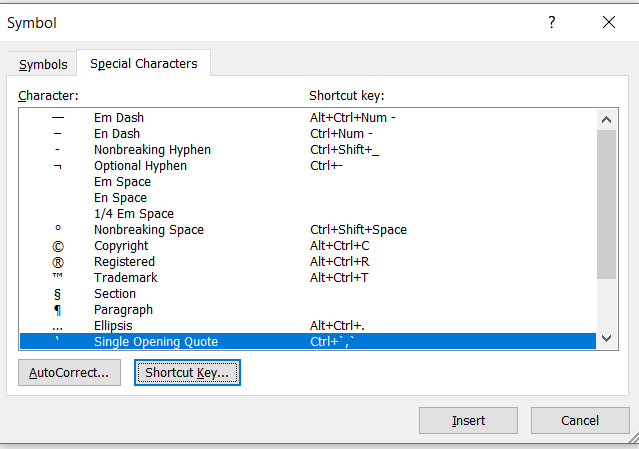 Symbol ? ×
Symbols Special Characters
Character: Shortcut key:
— Em Dash Alt+Ctrl+Num -
– En Dash Ctrl+Num -
- Nonbreaking Hyphen Ctrl+Shift+_
¬ Optional Hyphen Ctrl+-
Em Space
En Space
1/4 Em Space
° Nonbreaking Space Ctrl+Shift+Space
© Copyright Alt+Ctrl+C
® Registered Alt+Ctrl+R
™ Trademark Alt+Ctrl+T
§ Section
¶ Paragraph
… Ellipsis Alt+Ctrl+.
‛ Single Opening Quote Ctrl+`,`
AutoCorrect... Shortcut Key...
Insert Cancel